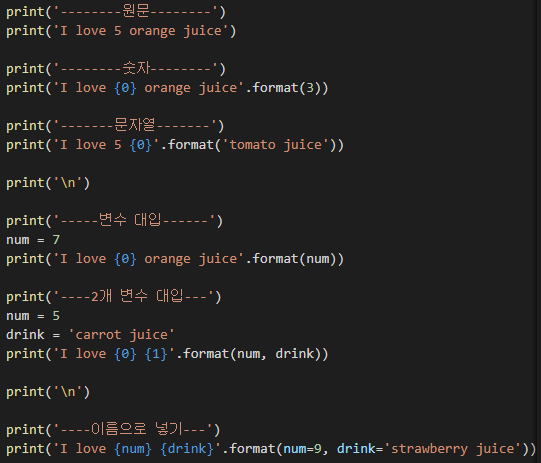 print('--------원문--------')
print('I love 5 orange juice')
print('--------숫자--------')
print('I love {0} orange juice'.format(3))
print('-------문자열-------')
print('I love 5 {0}'.format('tomato juice'))
print('\n')
print('-----변수 대입------')
num = 7
print('I love {0} orange juice'.format(num))
print('----2개 변수 대입---')
num = 5
drink = 'carrot juice'
print('I love {0} {1}'.format(num, drink))
print('\n')
print('----이름으로 넣기---')
print('I love {num} {drink}'.format(num=9, drink='strawberry juice'))